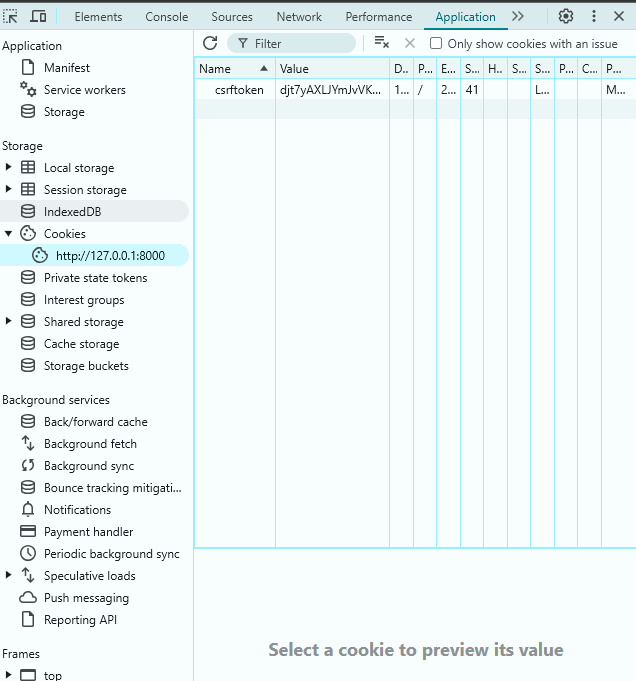 Elements Console Sources Network Performance Application
Application
Manifest
Service workers
Storage
Storage
Local storage
Session storage
IndexedDB
Cookies
http://127.0.0.1:8000
Private state tokens
Interest groups
Shared storage
Cache storage
Storage buckets
Background services
Back/forward cache
Background fetch
Background sync
Bounce tracking mitigati...
Notifications
Payment handler
Periodic background sync
Speculative loads
Push messaging
Reporting API
Frames
top
Filter Only show cookies with an issue
Name Value D.. P... E... S... H.. S... S... P... C... P...
csrftoken djt7yAXLJYmJvVK... 1... / 2... 41 L... M...
Select a cookie to preview its value